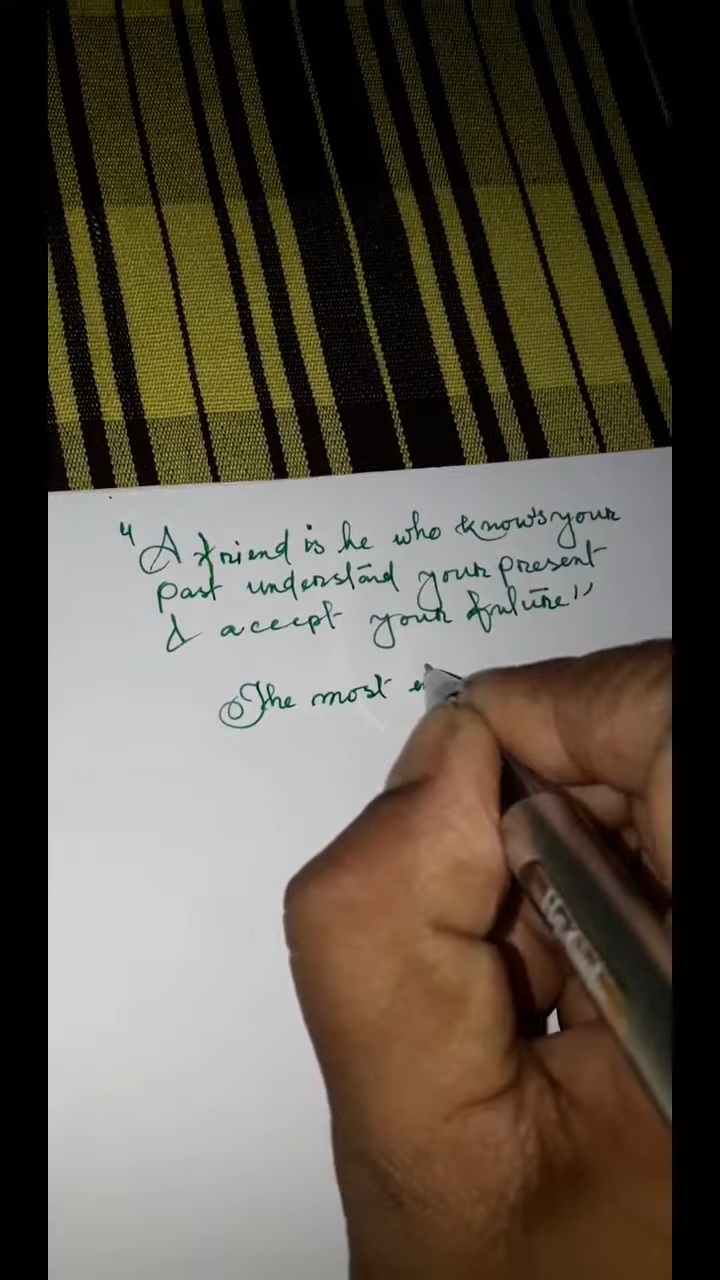 "A friend is he who knows your
past understand your present
& accept your future"
The most